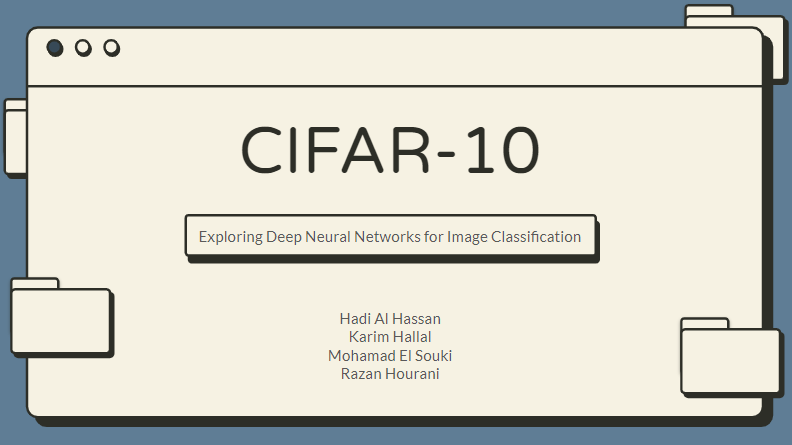 CIFAR-10
Exploring Deep Neural Networks for Image Classification
Hadi Al Hassan
Karim Hallal
Mohamad El Souki
Razan Hourani